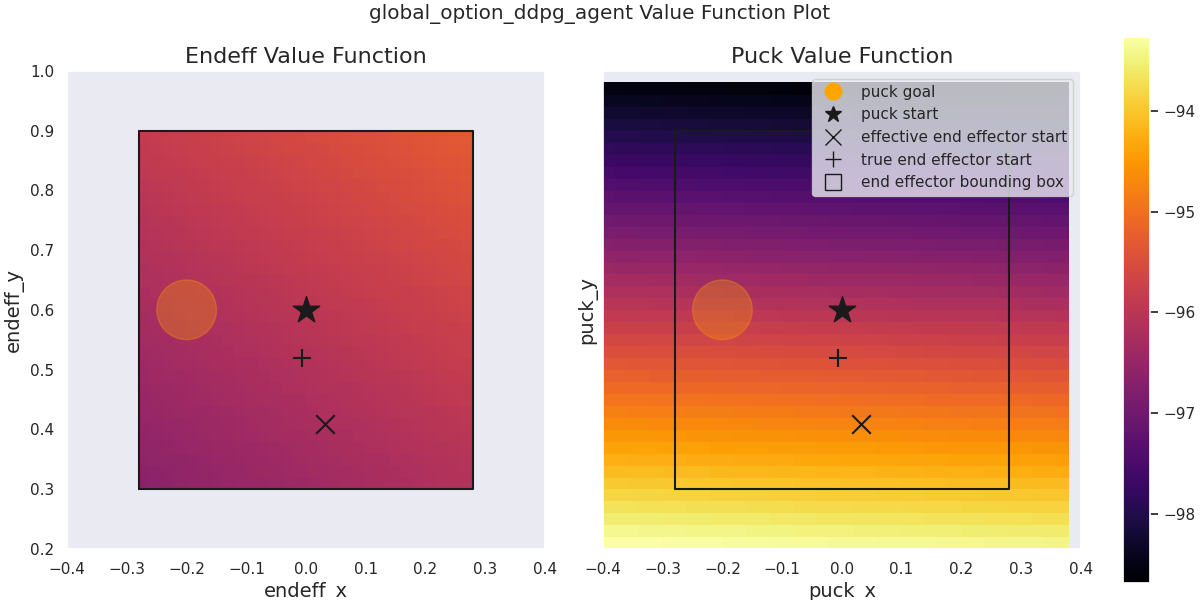 global_option_ddpg_agent Value Function Plot
Endeff Value Function
1.0
0.9
0.8
0.7
0.6
0.5
0.4
0.3
0.2
endeff_y
−0.4 −0.3 −0.2 −0.1 0.0 0.1 0.2 0.3 0.4
endeff_x
Puck Value Function
puck goal
puck start
effective end effector start
true end effector start
end effector bounding box
puck_y
−0.4 −0.3 −0.2 −0.1 0.0 0.1 0.2 0.3 0.4
puck_x
−94
−95
−96
−97
−98